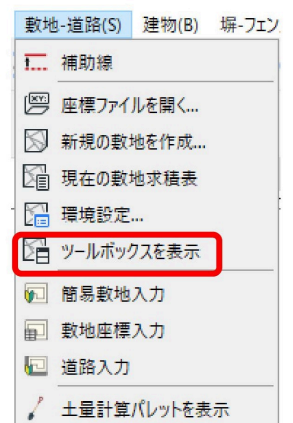 敷地-道路(S) 建物(B) 塀-フェン
補助線
XYZ 座標ファイルを開く...
新規の敷地を作成...
現在の敷地求積表
環境設定...
ツールボックスを表示
簡易敷地入力
敷地座標入力
道路入力
土量計算パレットを表示